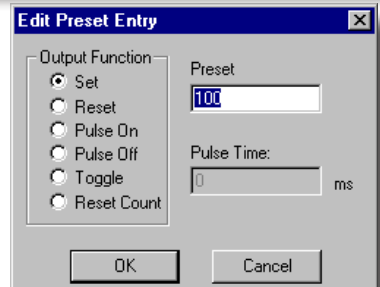 Edit Preset Entry
Output Function
Set
Reset
Pulse On
Pulse Off
Toggle
Reset Count
Preset
100
Pulse Time:
0
ms
OK
Cancel